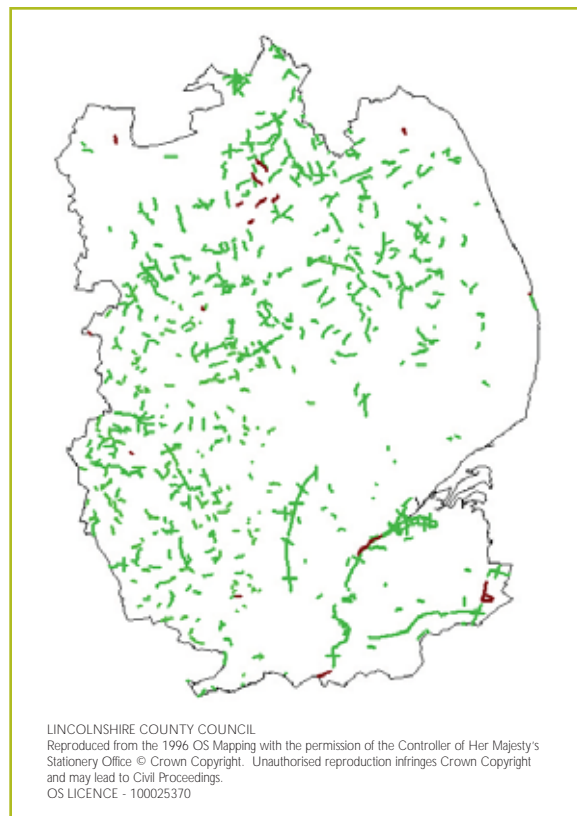 LINCOLNSHIRE COUNTY COUNCIL
Reproduced from the 1996 OS Mapping with the permission of the Controller of Her Majesty's
Stationery Office © Crown Copyright. Unauthorised reproduction infringes Crown Copyright
and may lead to Civil Proceedings.
OS LICENCE - 100025370